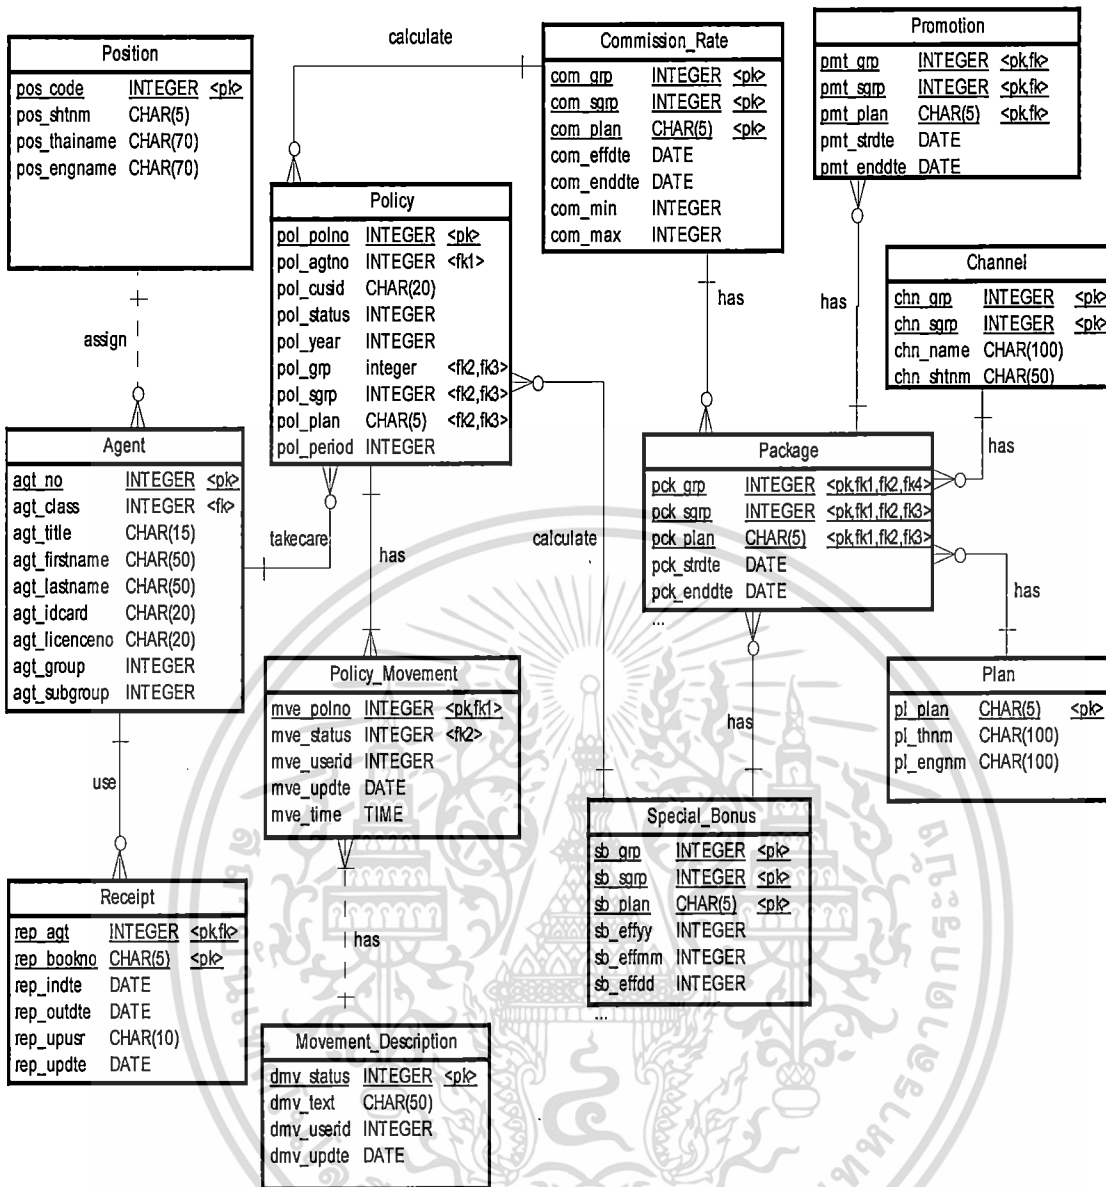 Position
pos_code INTEGER <pk>
pos_shtnm CHAR(5)
pos_thainame CHAR(70)
pos_engname CHAR(70)
calculate
Commission_Rate
com_grp INTEGER <pk>
com_sgrp INTEGER <pk>
com_plan CHAR(5) <pk>
com_effdte DATE
com_enddte DATE
com_min INTEGER
com_max INTEGER
Promotion
pmt_grp INTEGER <pk,fk>
pmt_sgrp INTEGER <pk,fk>
pmt_plan CHAR(5) <pk,fk>
pmt_strdte DATE
pmt_enddte DATE
Policy
pol_polno INTEGER <pk>
pol_agtno INTEGER <fk1>
pol_cusid CHAR(20)
pol_status INTEGER
pol_year INTEGER
pol_grp integer <fk2,fk3>
pol_sgrp INTEGER <fk2,fk3>
pol_plan CHAR(5) <fk2,fk3>
pol_period INTEGER
Channel
chn_grp INTEGER <pk>
chn_sgrp INTEGER <pk>
chn_name CHAR(100)
chn_shtnm CHAR(50)
assign
has
has
has
Agent
agt_no INTEGER <pk>
agt_class INTEGER <fk>
agt_title CHAR(15)
agt_firstname CHAR(50)
agt_lastname CHAR(50)
agt_idcard CHAR(20)
agt_licenceno CHAR(20)
agt_group INTEGER
agt_subgroup INTEGER
takecare
has
calculate
...
Package
pck_grp INTEGER <pk,fk1,fk2,fk4>
pck_sgrp INTEGER <pk,fk1,fk2,fk3>
pck_plan CHAR(5) <pk,fk1,fk2,fk3>
pck_strdte DATE
pck_enddte DATE
...
has
Policy_Movement
mve_polno INTEGER <pk,fk1>
mve_status INTEGER <fk2>
mve_userid INTEGER
mve_updte DATE
mve_time TIME
Plan
pl_plan CHAR(5) <pk>
pl_thnm CHAR(100)
pl_engnm CHAR(100)
has
use
Special_Bonus
sb_grp INTEGER <pk>
sb_sgrp INTEGER <pk>
sb_plan CHAR(5) <pk>
sb_effyy INTEGER
sb_effmm INTEGER
sb_effdd INTEGER
...
Receipt
rep_agt INTEGER <pk,fk>
rep_bookno CHAR(5) <pk>
rep_indte DATE
rep_outdte DATE
rep_upusr CHAR(10)
rep_updte DATE
has
Movement_Description
dmv_status INTEGER <pk>
dmv_text CHAR(50)
dmv_userid INTEGER
dmv_updte DATE